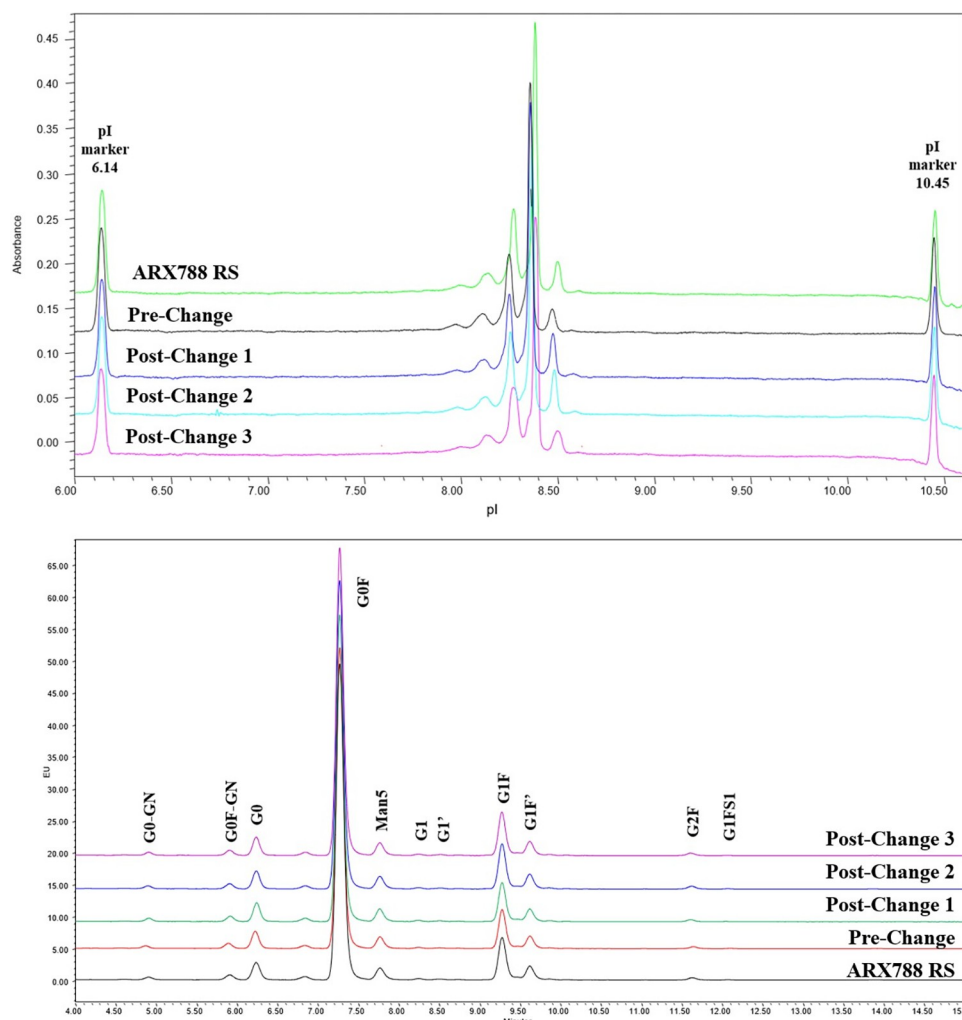 0.45
0.40
0.35
0.30
0.25
0.20
0.15
0.10
0.05
0.00
Absorbance
pI
marker
6.14
pI
marker
10.45
ARX788 RS
Pre-Change
Post-Change 1
Post-Change 2
Post-Change 3
6.00 6.50 7.00 7.50 8.00 8.50 9.00 9.50 10.00 10.50
pI
65.00
60.00
55.00
50.00
45.00
40.00
35.00
30.00
25.00
20.00
15.00
10.00
5.00
0.00
EU
G0-GN
G0F-GN
G0
G0F
Man5
G1
G1'
G1F
G1F'
G2F
G1FS1
Post-Change 3
Post-Change 2
Post-Change 1
Pre-Change
ARX788 RS
4.00 4.50 5.00 5.50 6.00 6.50 7.00 7.50 8.00 8.50 9.00 9.50 10.00 10.50 11.00 11.50 12.00 12.50 13.00 13.50 14.00 14.50